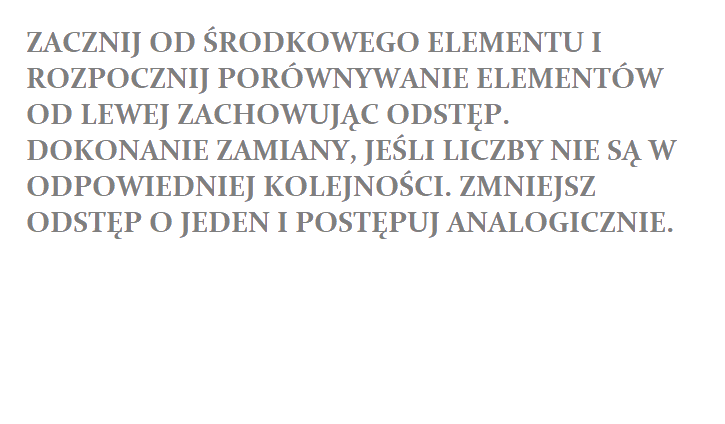 ZACZNIJ OD ŚRODKOWEGO ELEMENTU I
ROZPOCZNIJ PORÓWNYWANIE ELEMENTÓW
OD LEWEJ ZACHOWUJĄC ODSTĘP.
DOKONANIE ZAMIANY, JEŚLI LICZBY NIE SĄ W
ODPOWIEDNIEJ KOLEJNOŚCI. ZMNIEJSZ
ODSTĘP O JEDEN I POSTĘPUJ ANALOGICZNIE.